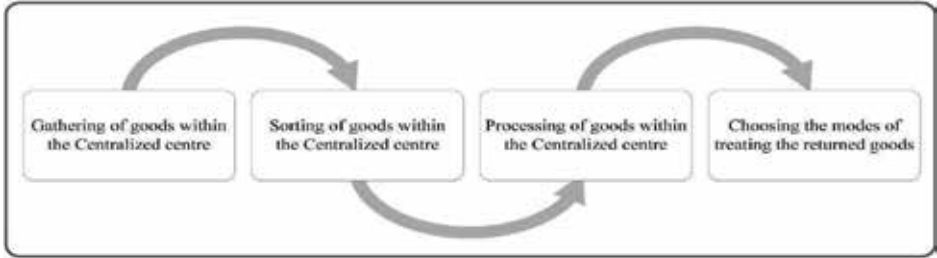 Gathering of goods within
the Centralized centre
Sorting of goods within
the Centralized centre
Processing of goods within
the Centralized centre
Choosing the modes of
treating the returned goods